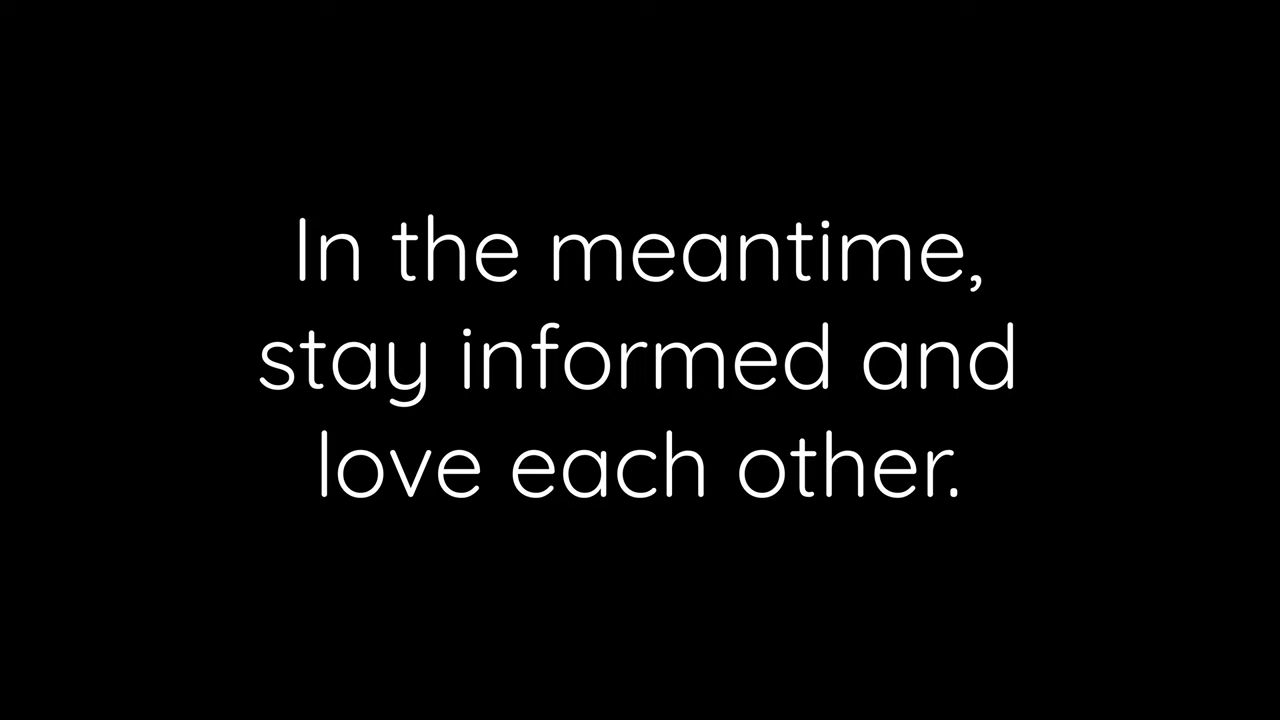 In the meantime,
stay informed and
love each other.